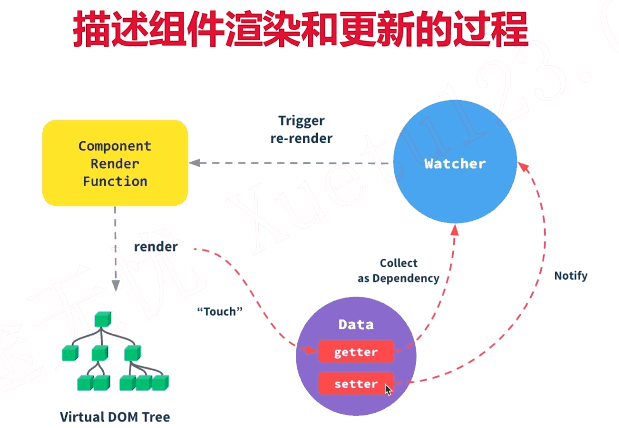 描述组件渲染和更新的过程
Component
Render
Function
Trigger
re-render
Watcher
render
Collect
as Dependency
Notify
“Touch”
Data
getter
setter
Virtual DOM Tree